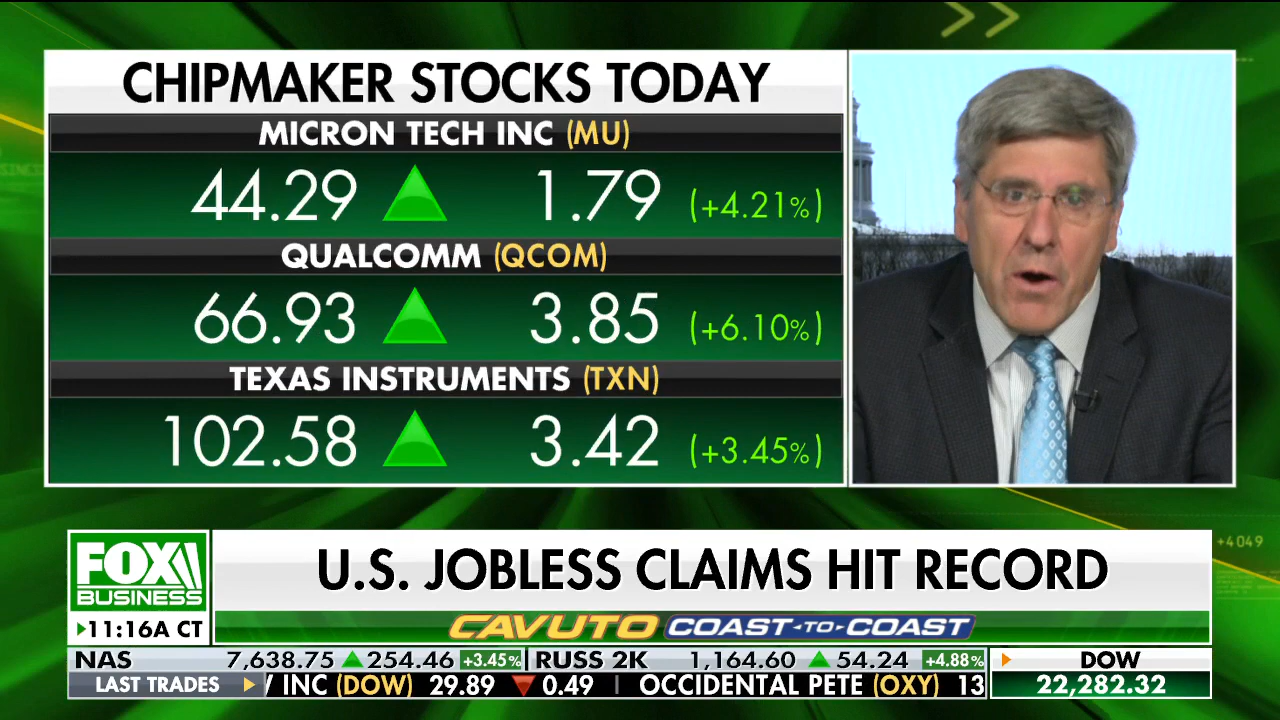 CHIPMAKER STOCKS TODAY
MICRON TECH INC (MU)
44.29 1.79 (+4.21%)
QUALCOMM (QCOM)
66.93 3.85 (+6.10%)
TEXAS INSTRUMENTS (TXN)
102.58 3.42 (+3.45%)
+4049
FOX
BUSINESS
11:16A CT
U.S. JOBLESS CLAIMS HIT RECORD
CAVUTO COAST-TO-COAST
NAS 7,638.75 254.46 +3.45% RUSS 2K 1,164.60 54.24 +4.88% DOW
LAST TRADES / INC (DOW) 29.89 0.49 | OCCIDENTAL PETE (OXY) 13 22,282.32